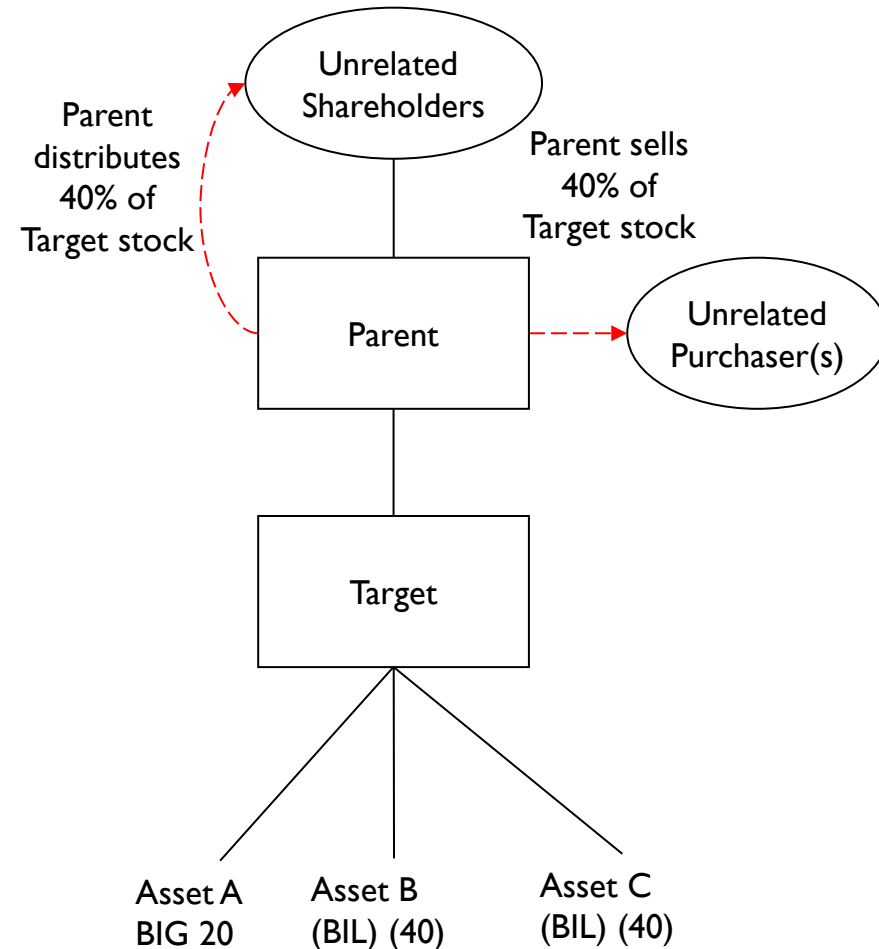 Unrelated
Shareholders
Parent
distributes
40% of
Target stock
Parent sells
40% of
Target stock
Parent
Unrelated
Purchaser(s)
Target
Asset A
BIG 20
Asset B
(BIL) (40)
Asset C
(BIL) (40)